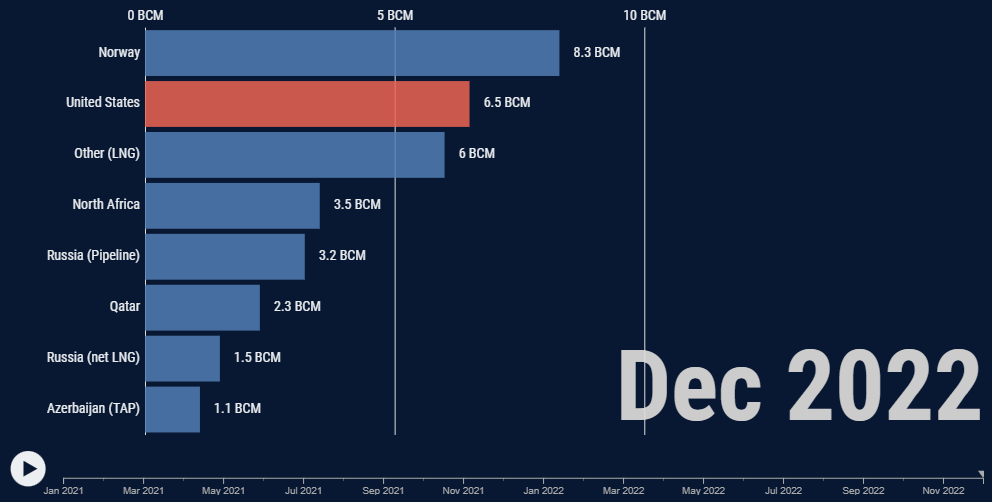 0 BCM 5 BCM 10 BCM
Norway 8.3 BCM
United States 6.5 BCM
Other (LNG) 6 BCM
North Africa 3.5 BCM
Russia (Pipeline) 3.2 BCM
Qatar 2.3 BCM
Russia (net LNG) 1.5 BCM
Azerbaijan (TAP) 1.1 BCM
Dec 2022
Jan 2021 Mar 2021 May 2021 Jul 2021 Sep 2021 Nov 2021 Jan 2022 Mar 2022 May 2022 Jul 2022 Sep 2022 Nov 2022